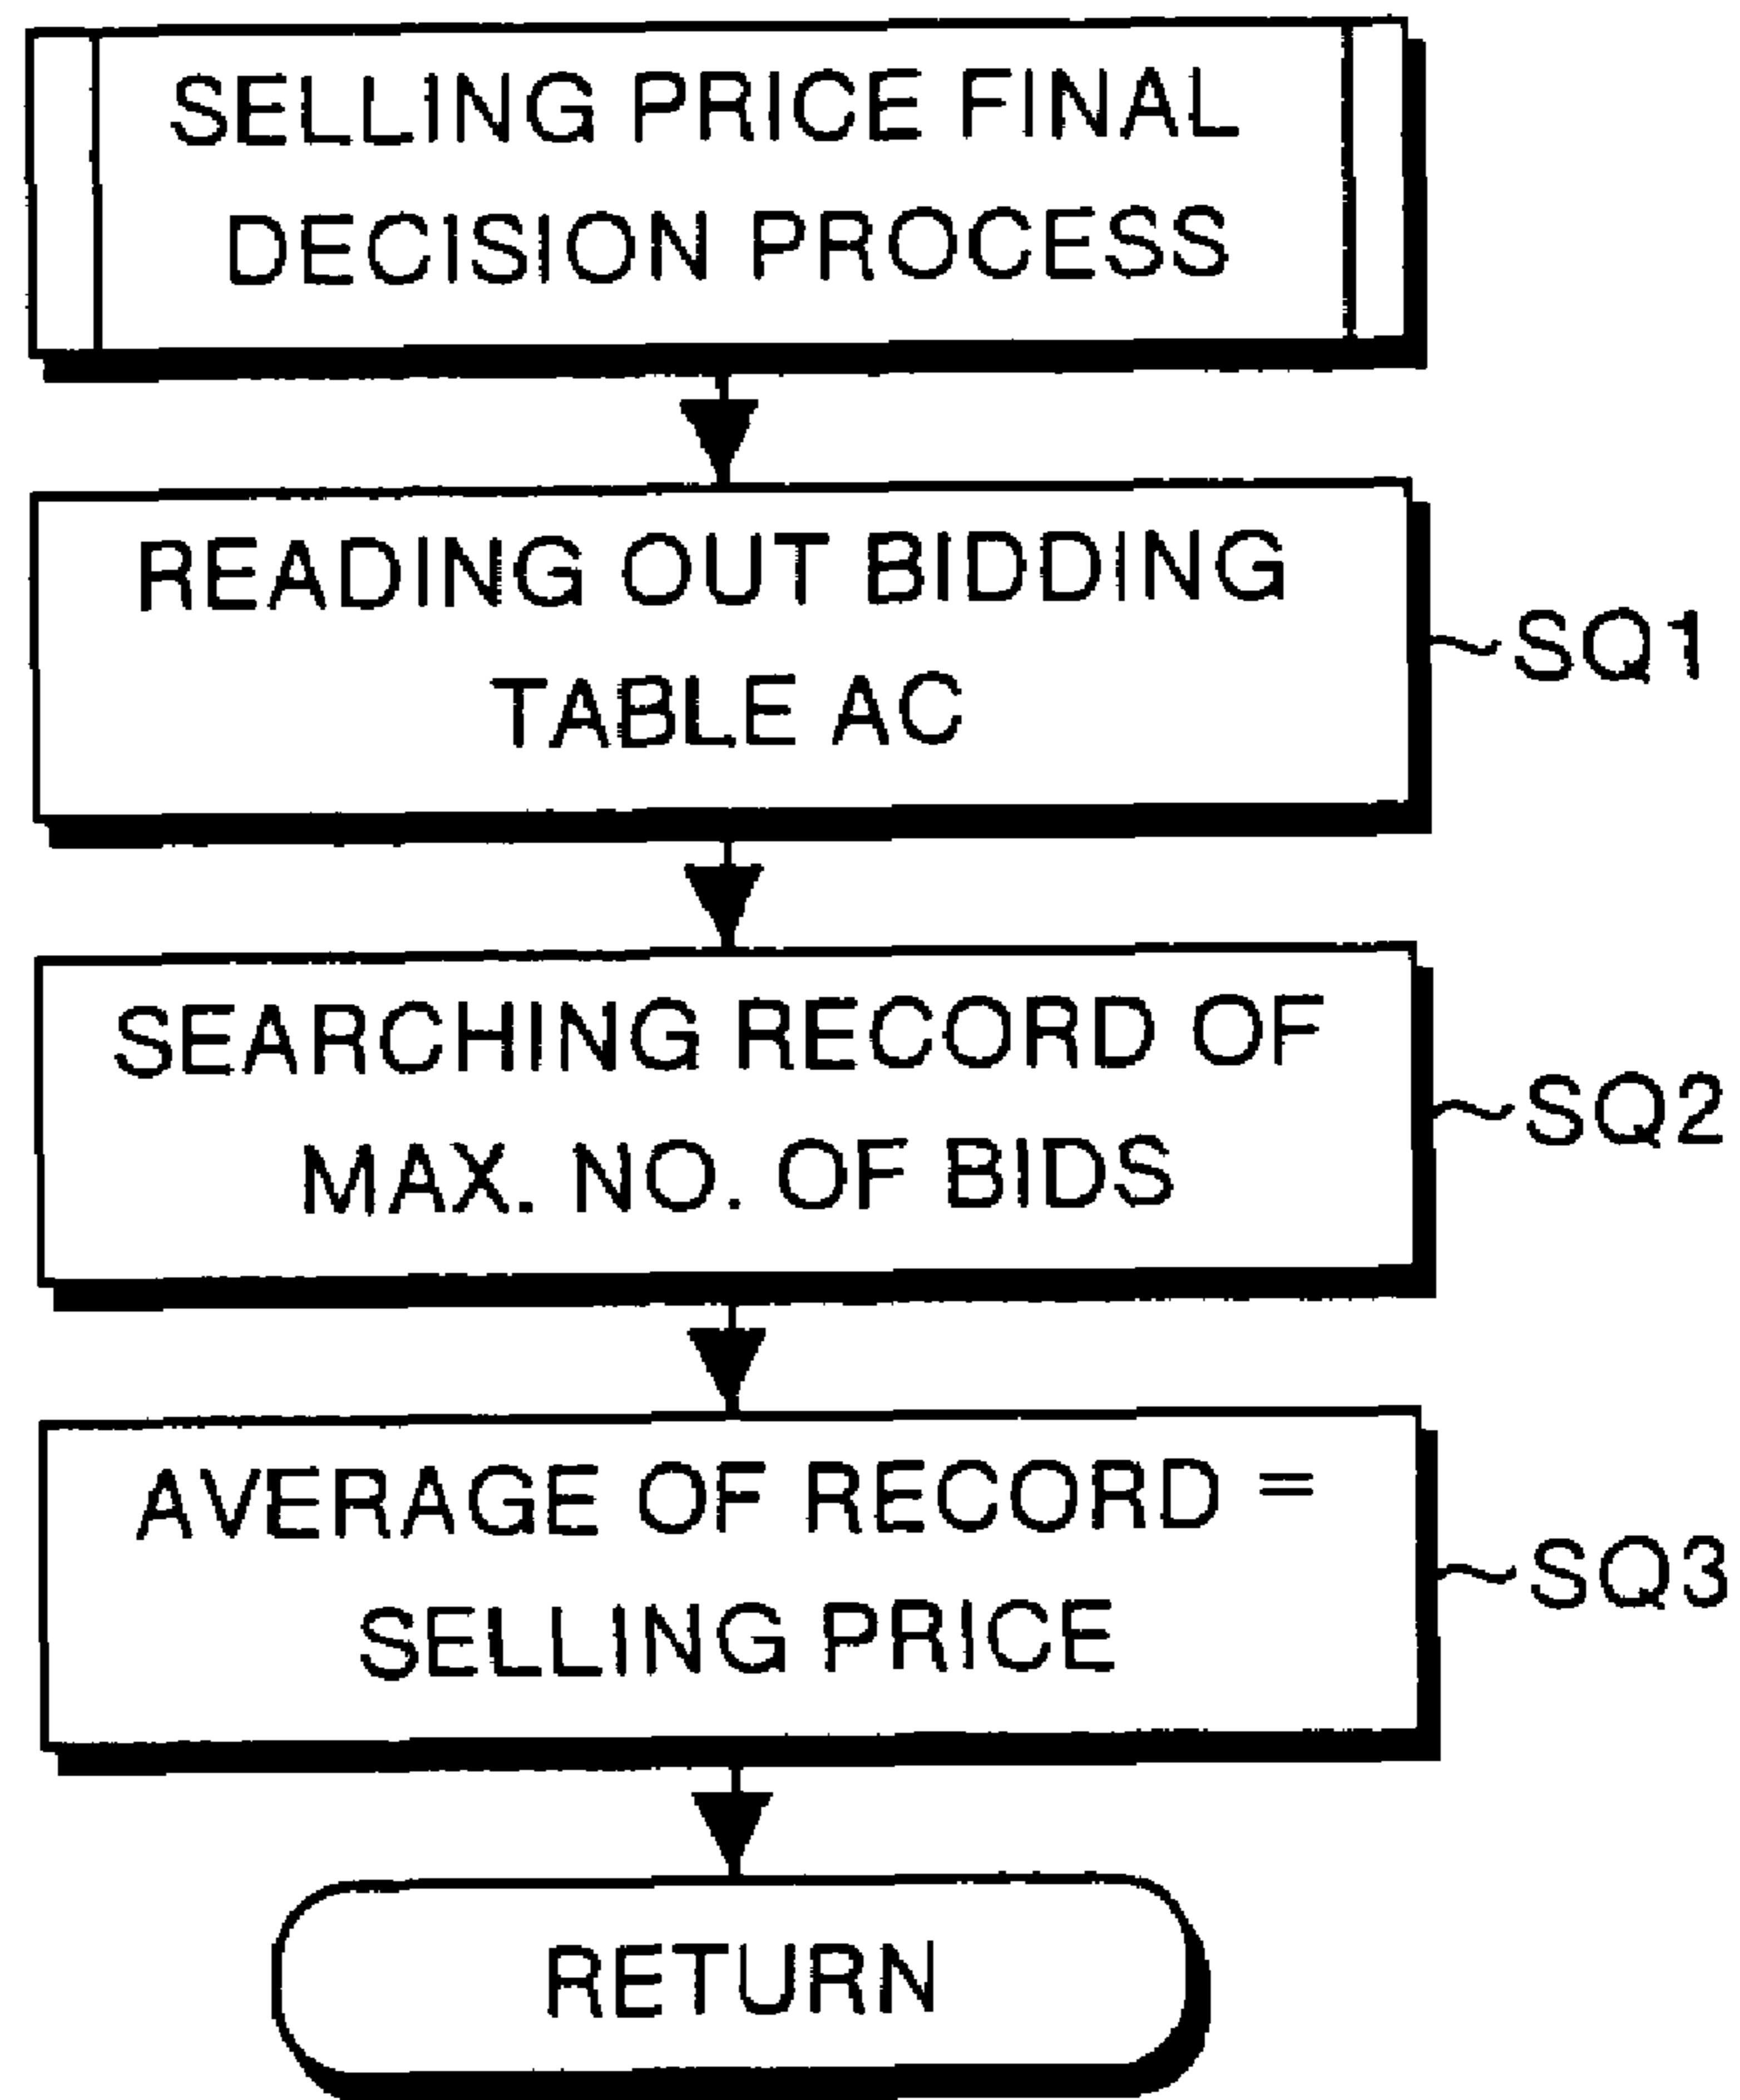 SELLING PRICE FINAL
DECISION PROCESS
READING OUT BIDDING
TABLE AC
SQ1
SEARCHING RECORD OF
MAX. NO. OF BIDS
SQ2
AVERAGE OF RECORD =
SELLING PRICE
SQ3
RETURN